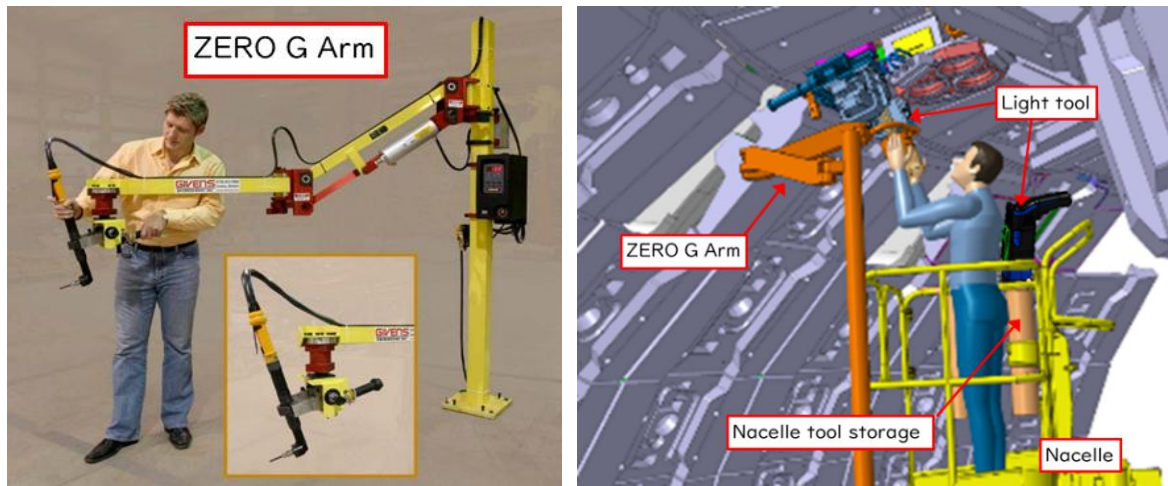 ZERO G Arm
GIVENS
GIVENS
Light tool
ZERO G Arm
Nacelle tool storage
Nacelle